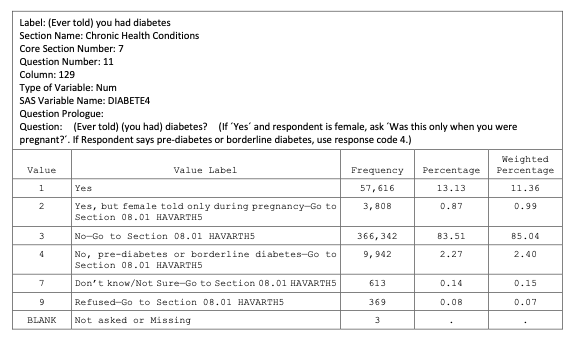 Label: (Ever told) you had diabetes
Section Name: Chronic Health Conditions
Core Section Number: 7
Question Number: 11
Column: 129
Type of Variable: Num
SAS Variable Name: DIABETE4
Question Prologue:
Question: (Ever told) (you had) diabetes? (If ´Yes´ and respondent is female, ask ´Was this only when you were
pregnant?´. If Respondent says pre-diabetes or borderline diabetes, use response code 4.)
Value Value Label Frequency Percentage Weighted Percentage
1 Yes 57,616 13.13 11.36
2 Yes, but female told only during pregnancy—Go to 3,808 0.87 0.99
Section 08.01 HAVARTH5
3 No—Go to Section 08.01 HAVARTH5 366,342 83.51 85.04
4 No, pre-diabetes or borderline diabetes—Go to 9,942 2.27 2.40
Section 08.01 HAVARTH5
7 Don’t know/Not Sure—Go to Section 08.01 HAVARTH5 613 0.14 0.15
9 Refused—Go to Section 08.01 HAVARTH5 369 0.08 0.07
BLANK Not asked or Missing 3 . .